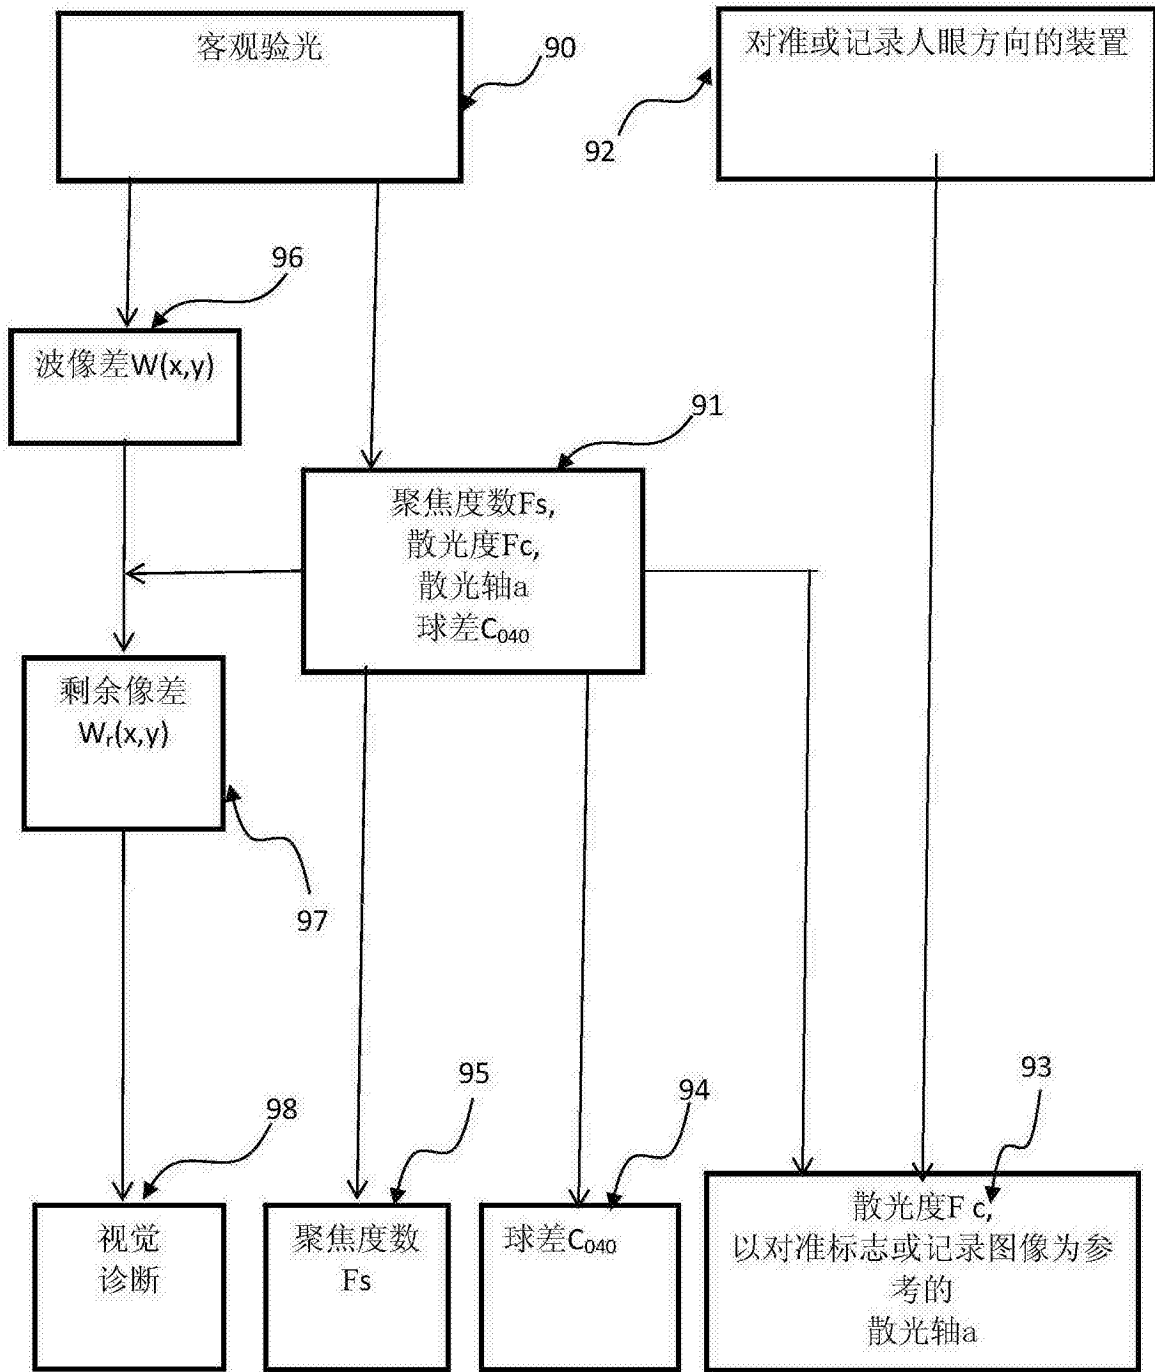 客观验光
90
对准或记录人眼方向的装置
92
96
波像差W(x,y)
91
聚焦度数Fs,
散光度Fc,
散光轴a
球差C₀₄₀
剩余像差
Wᵣ(x,y)
97
98
95
94
93
视觉
诊断
聚焦度数
Fs
球差C₀₄₀
散光度F c,
以对准标志或记录图像为参
考的
散光轴a